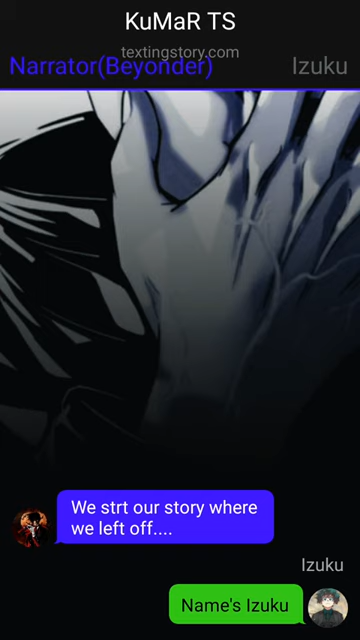 KuMaR TS
textingstory.com
Narrator(Beyonder)
Izuku
We strt our story where
we left off....
Izuku
Name's Izuku